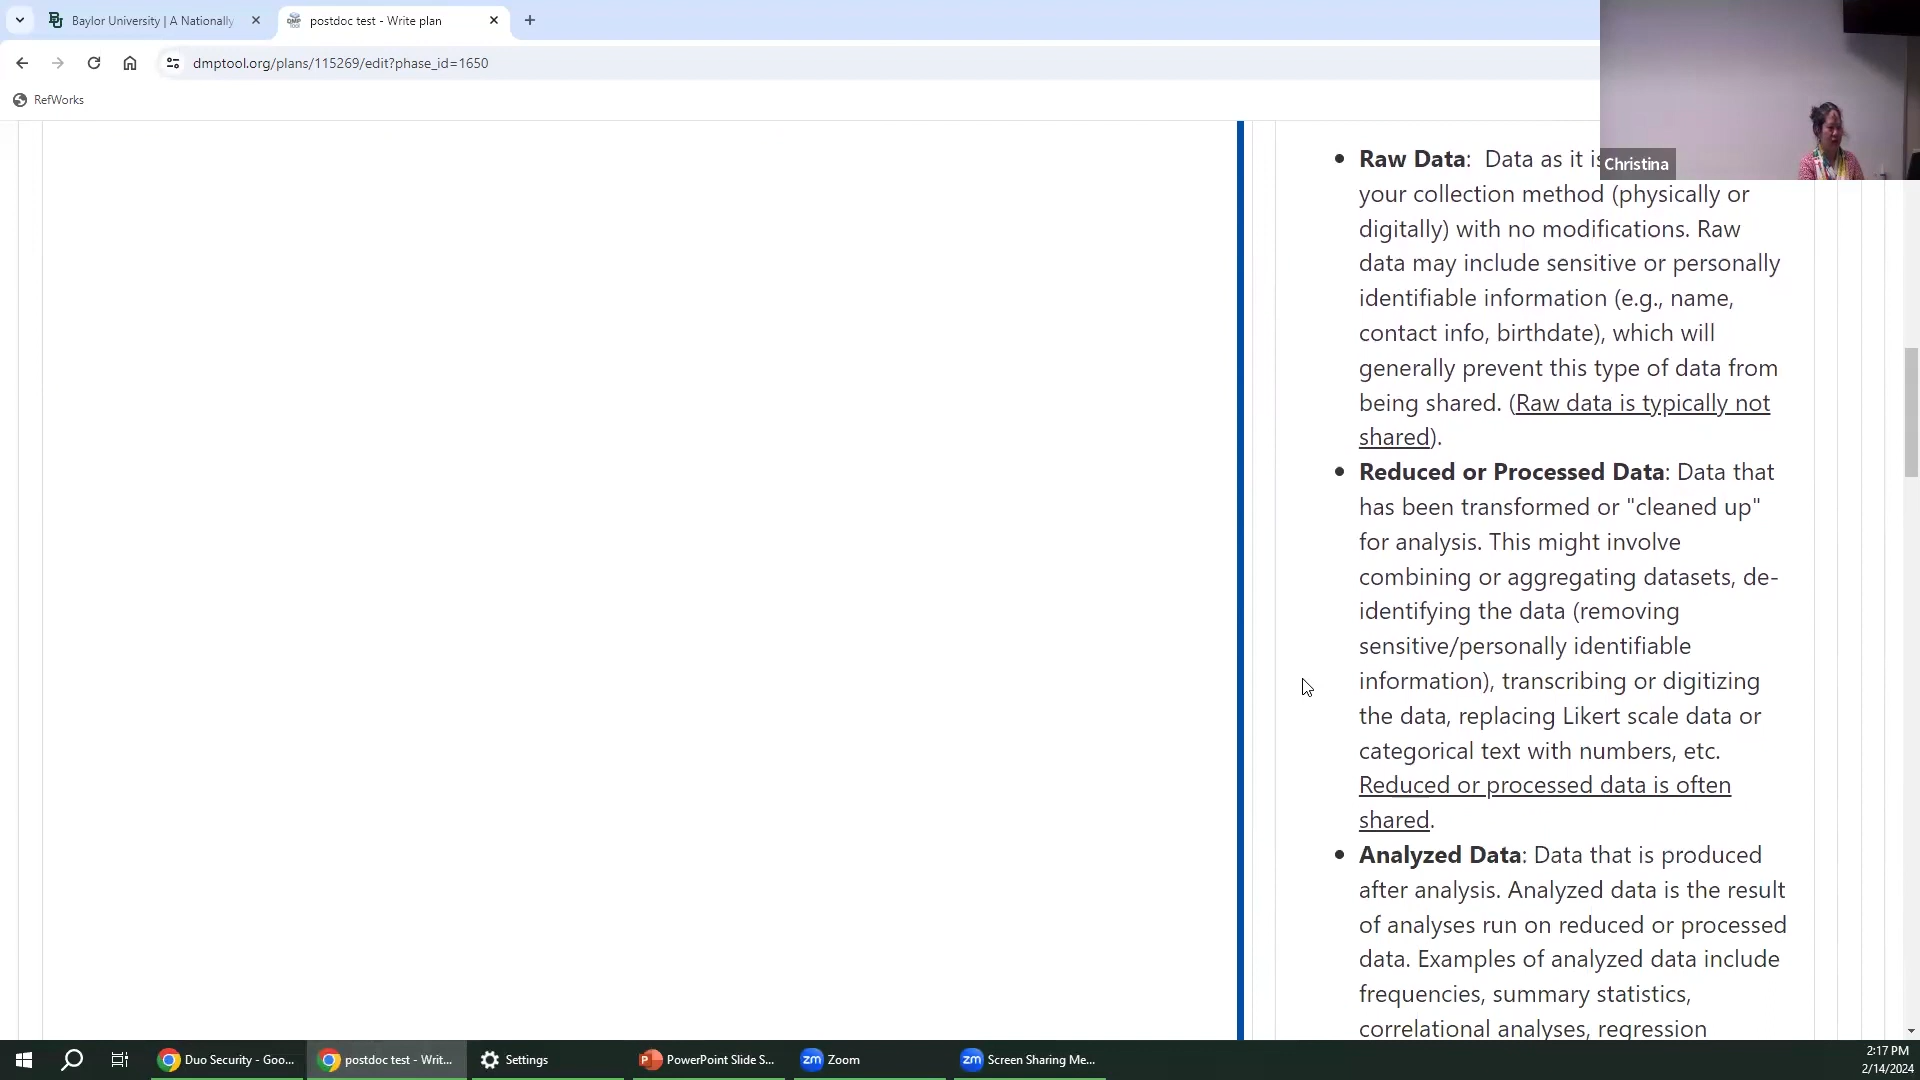 Baylor University | A Nationally
postdoc test - Write plan
dmptool.org/plans/115269/edit?phase_id=1650
RefWorks
Christina
• Raw Data:  Data as it is
your collection method (physically or
digitally) with no modifications. Raw
data may include sensitive or personally
identifiable information (e.g., name,
contact info, birthdate), which will
generally prevent this type of data from
being shared. (Raw data is typically not
shared).
• Reduced or Processed Data: Data that
has been transformed or "cleaned up"
for analysis. This might involve
combining or aggregating datasets, de-
identifying the data (removing
sensitive/personally identifiable
information), transcribing or digitizing
the data, replacing Likert scale data or
categorical text with numbers, etc.
Reduced or processed data is often
shared.
• Analyzed Data: Data that is produced
after analysis. Analyzed data is the result
of analyses run on reduced or processed
data. Examples of analyzed data include
frequencies, summary statistics,
correlational analyses, regression
Duo Security - Goo...
postdoc test - Writ...
Settings
PowerPoint Slide S...
zm Zoom
zm Screen Sharing Me...
2:17 PM
2/14/2024